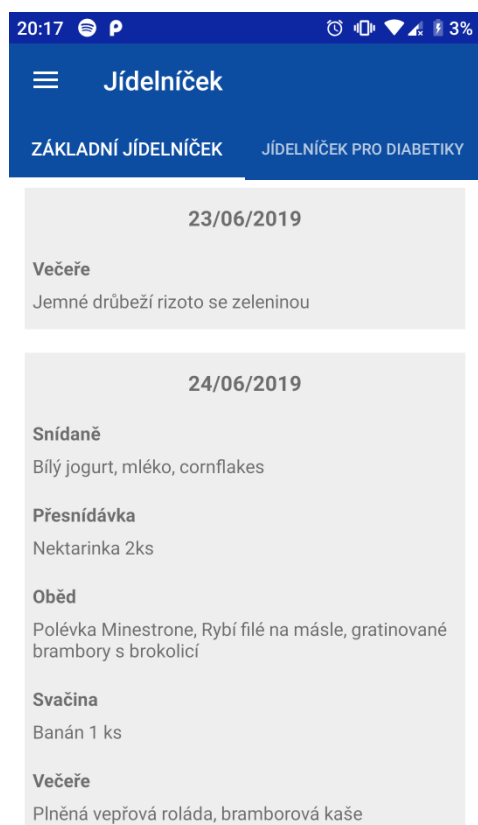 20:17
3%
Jídelníček
ZÁKLADNÍ JÍDELNÍČEK
JÍDELNÍČEK PRO DIABETIKY
23/06/2019
Večeře
Jemné drůbeží rizoto se zeleninou
24/06/2019
Snídaně
Bílý jogurt, mléko, cornflakes
Přesnídávka
Nektarinka 2ks
Oběd
Polévka Minestrone, Rybí filé na másle, gratinované
brambory s brokolicí
Svačina
Banán 1 ks
Večeře
Plněná vepřová roláda, bramborová kaše